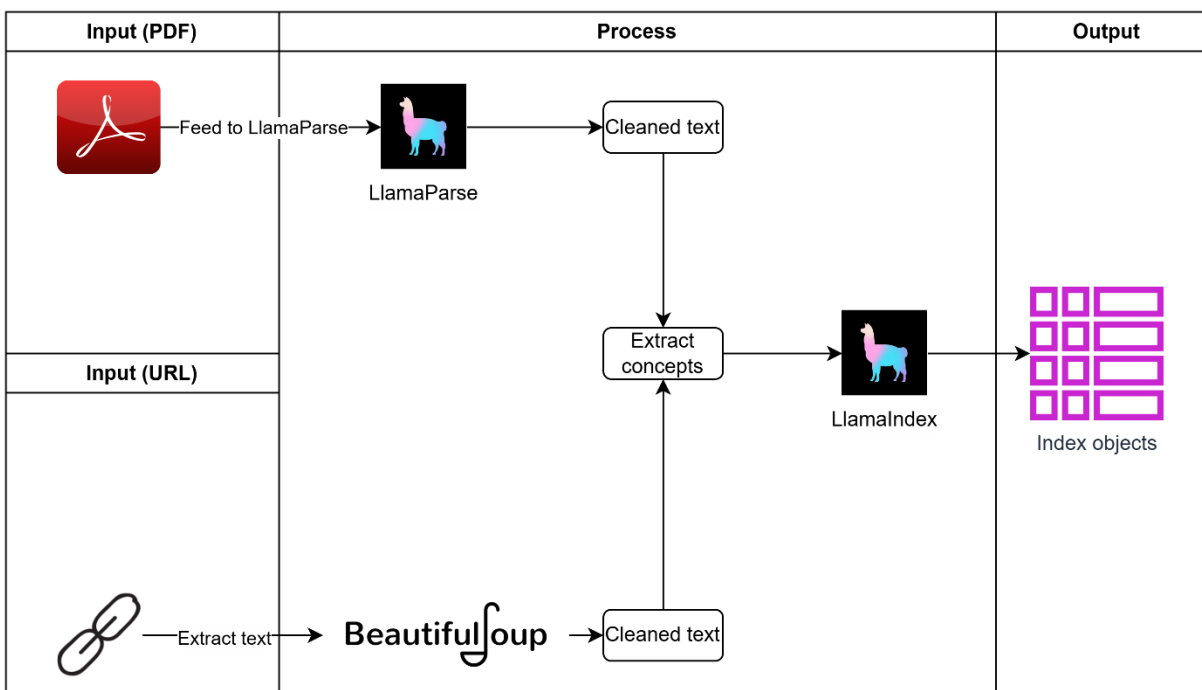 Input (PDF)
Process
Output
Feed to LlamaParse
Cleaned text
LlamaParse
Extract
concepts
Input (URL)
LlamaIndex
Index objects
Extract text
BeautifulSoup
Cleaned text